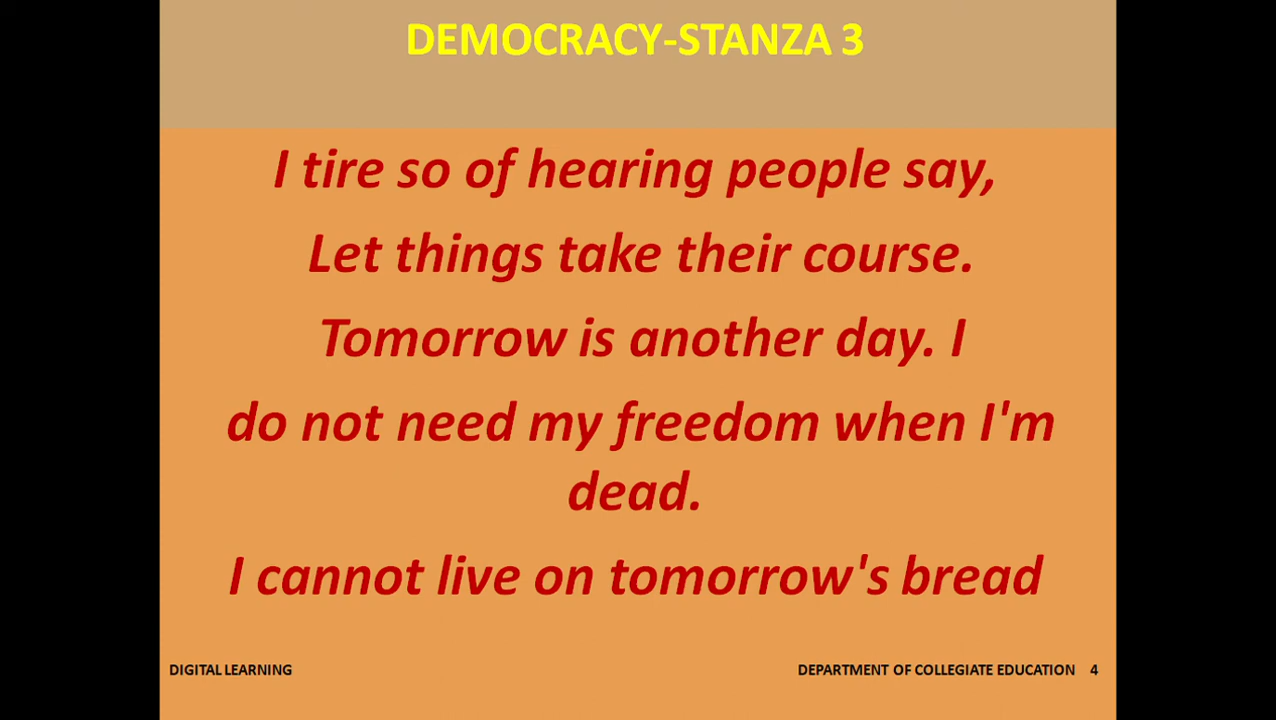 DEMOCRACY-STANZA 3
I tire so of hearing people say,
Let things take their course.
Tomorrow is another day. I
do not need my freedom when I'm
dead.
I cannot live on tomorrow's bread
DIGITAL LEARNING
DEPARTMENT OF COLLEGIATE EDUCATION 4